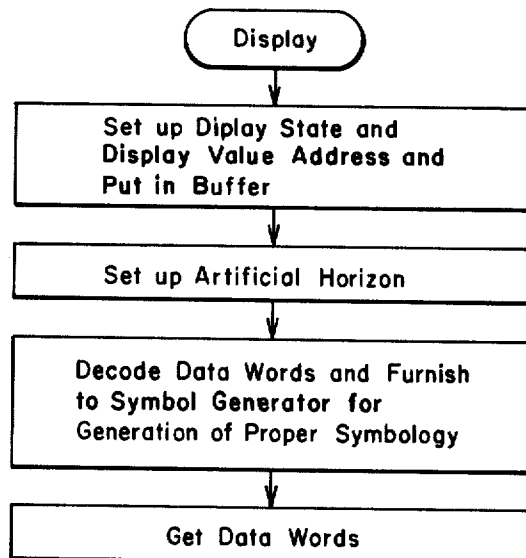 Display
Set up Diplay State and
Display Value Address and
Put in Buffer
Set up Artificial Horizon
Decode Data Words and Furnish
to Symbol Generator for
Generation of Proper Symbology
Get Data Words